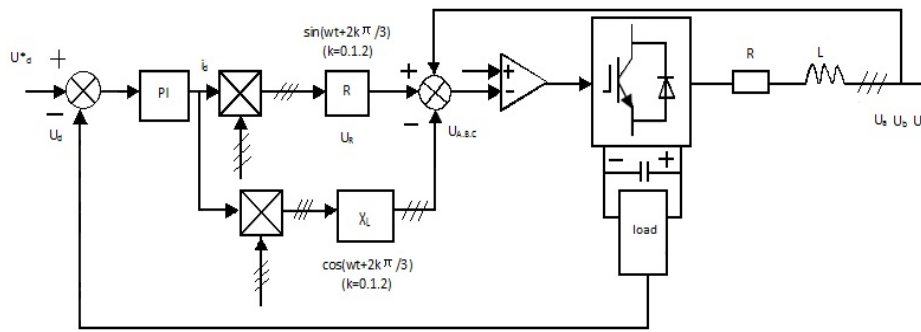 sin(wt+2kπ/3)
(k=0.1.2)
U*d
+
id
PI
R
+
+
R
L
−
−
−
Ud
UR
UA.B.C
Ua Ub U
− +
XL
load
cos(wt+2kπ/3)
(k=0.1.2)